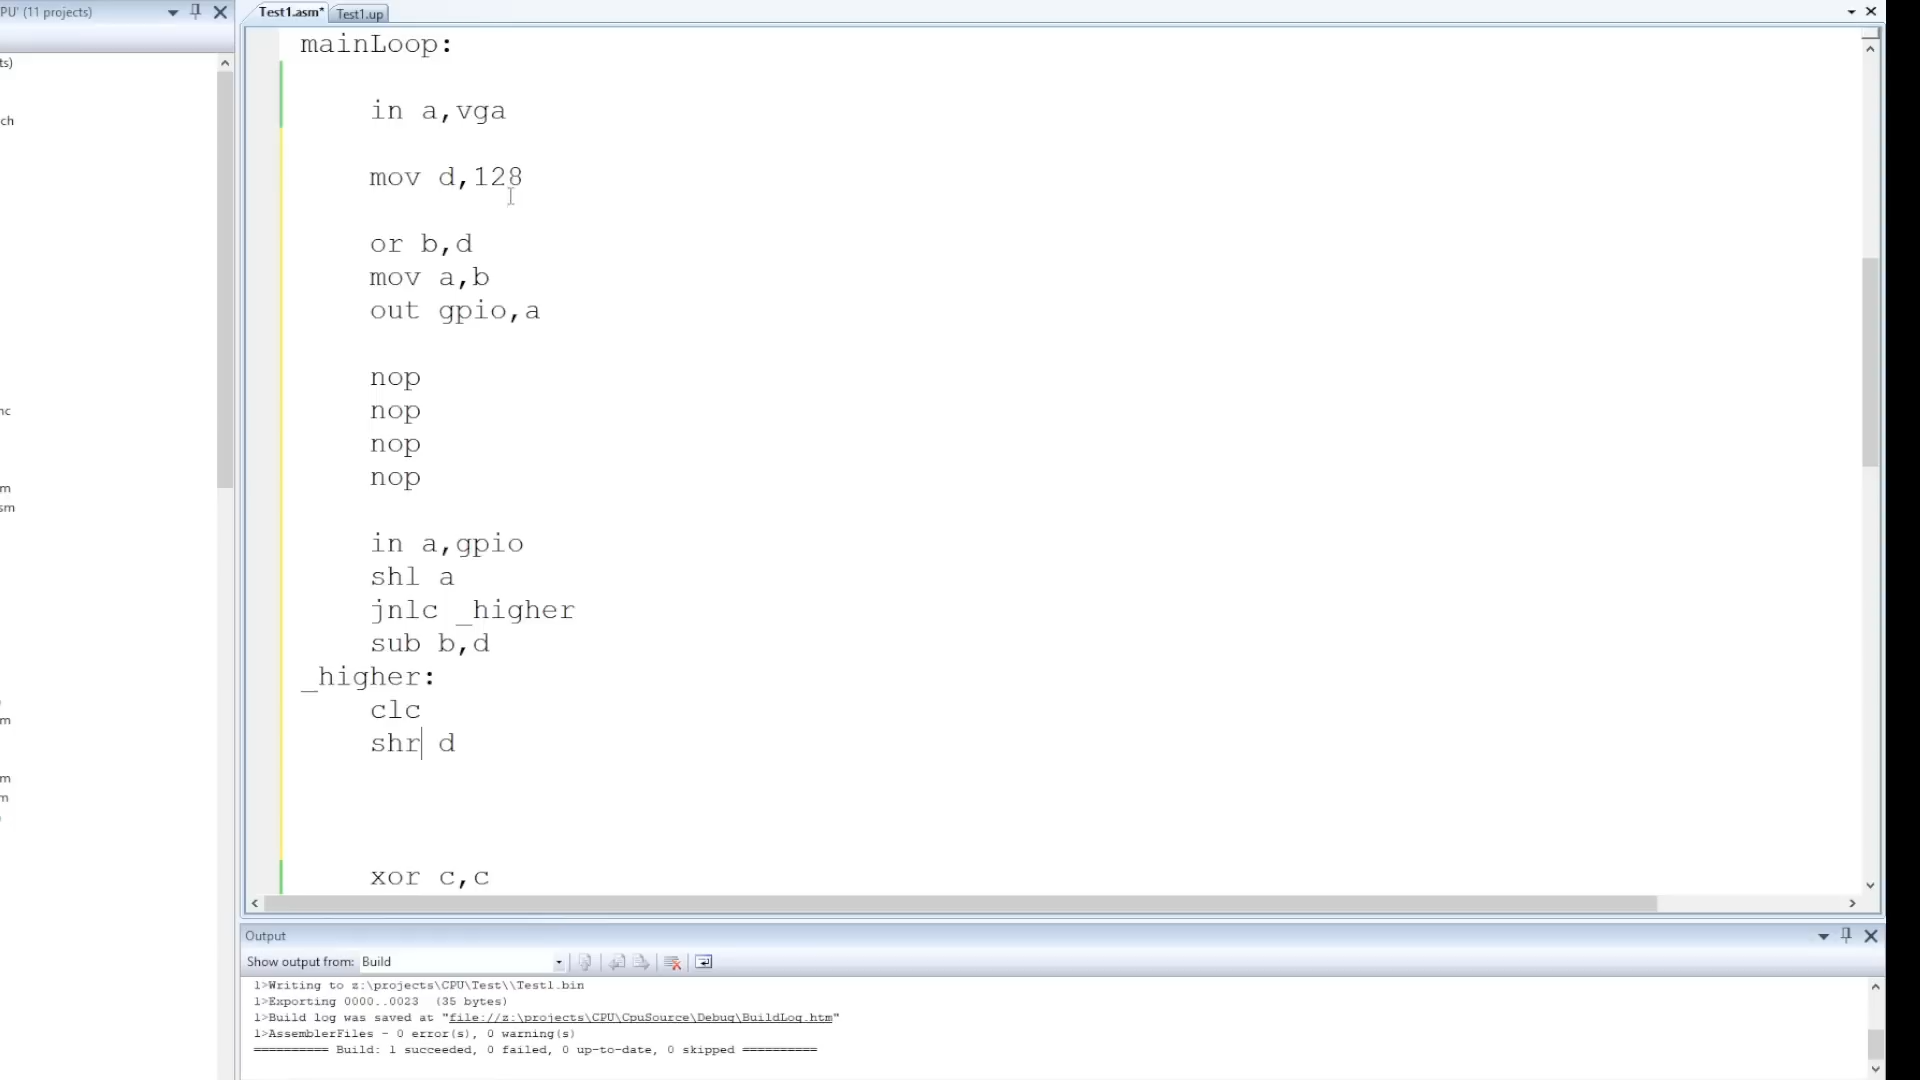 PU' (11 projects)
Test1.asm* Test1.up
ts)
ch
nc
m
sm
m
m
m
mainLoop:
in a,vga
mov d,128
or b,d
mov a,b
out gpio,a
nop
nop
nop
nop
in a,gpio
shl a
jnlc _higher
sub b,d
_higher:
clc
shr d
xor c,c
Output
Show output from: Build
1>Writing to z:\projects\CPU\Test\\Test1.bin
1>Exporting 0000..0023 (35 bytes)
1>Build log was saved at "file://z:\projects\CPU\CpuSource\Debug\BuildLog.htm"
1>AssemblerFiles - 0 error(s), 0 warning(s)
========== Build: 1 succeeded, 0 failed, 0 up-to-date, 0 skipped ==========